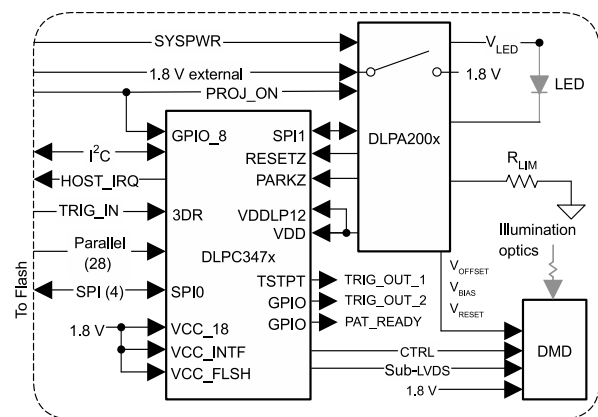 SYSPWR
1.8 V external
PROJ_ON
V_LED
1.8 V
LED
DLPA200x
GPIO_8
SPI1
I²C
RESETZ
HOST_IRQ
PARKZ
R_LIM
TRIG_IN
3DR
VDDLP12
VDD
Illumination
optics
Parallel
(28)
DLPC347x
TSTPT
TRIG_OUT_1
V_OFFSET
To Flash
SPI (4)
SPI0
GPIO
TRIG_OUT_2
V_BIAS
1.8 V
VCC_18
GPIO
PAT_READY
V_RESET
VCC_INTF
CTRL
DMD
VCC_FLSH
Sub-LVDS
1.8 V